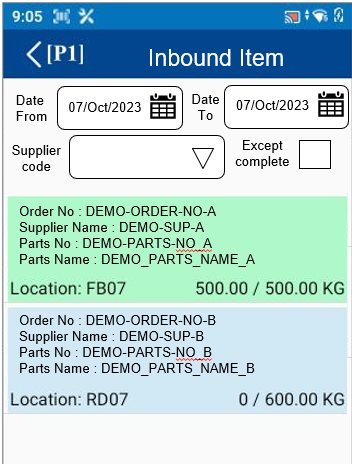 9:05
[P1]
Inbound Item
Date From
07/Oct/2023
Date To
07/Oct/2023
Supplier code
Except complete
Order No : DEMO-ORDER-NO-A
Supplier Name : DEMO-SUP-A
Parts No : DEMO-PARTS-NO_A
Parts Name : DEMO_PARTS_NAME_A
Location: FB07 500.00 / 500.00 KG
Order No : DEMO-ORDER-NO-B
Supplier Name : DEMO-SUP-B
Parts No : DEMO-PARTS-NO_B
Parts Name : DEMO_PARTS_NAME_B
Location: RD07 0 / 600.00 KG